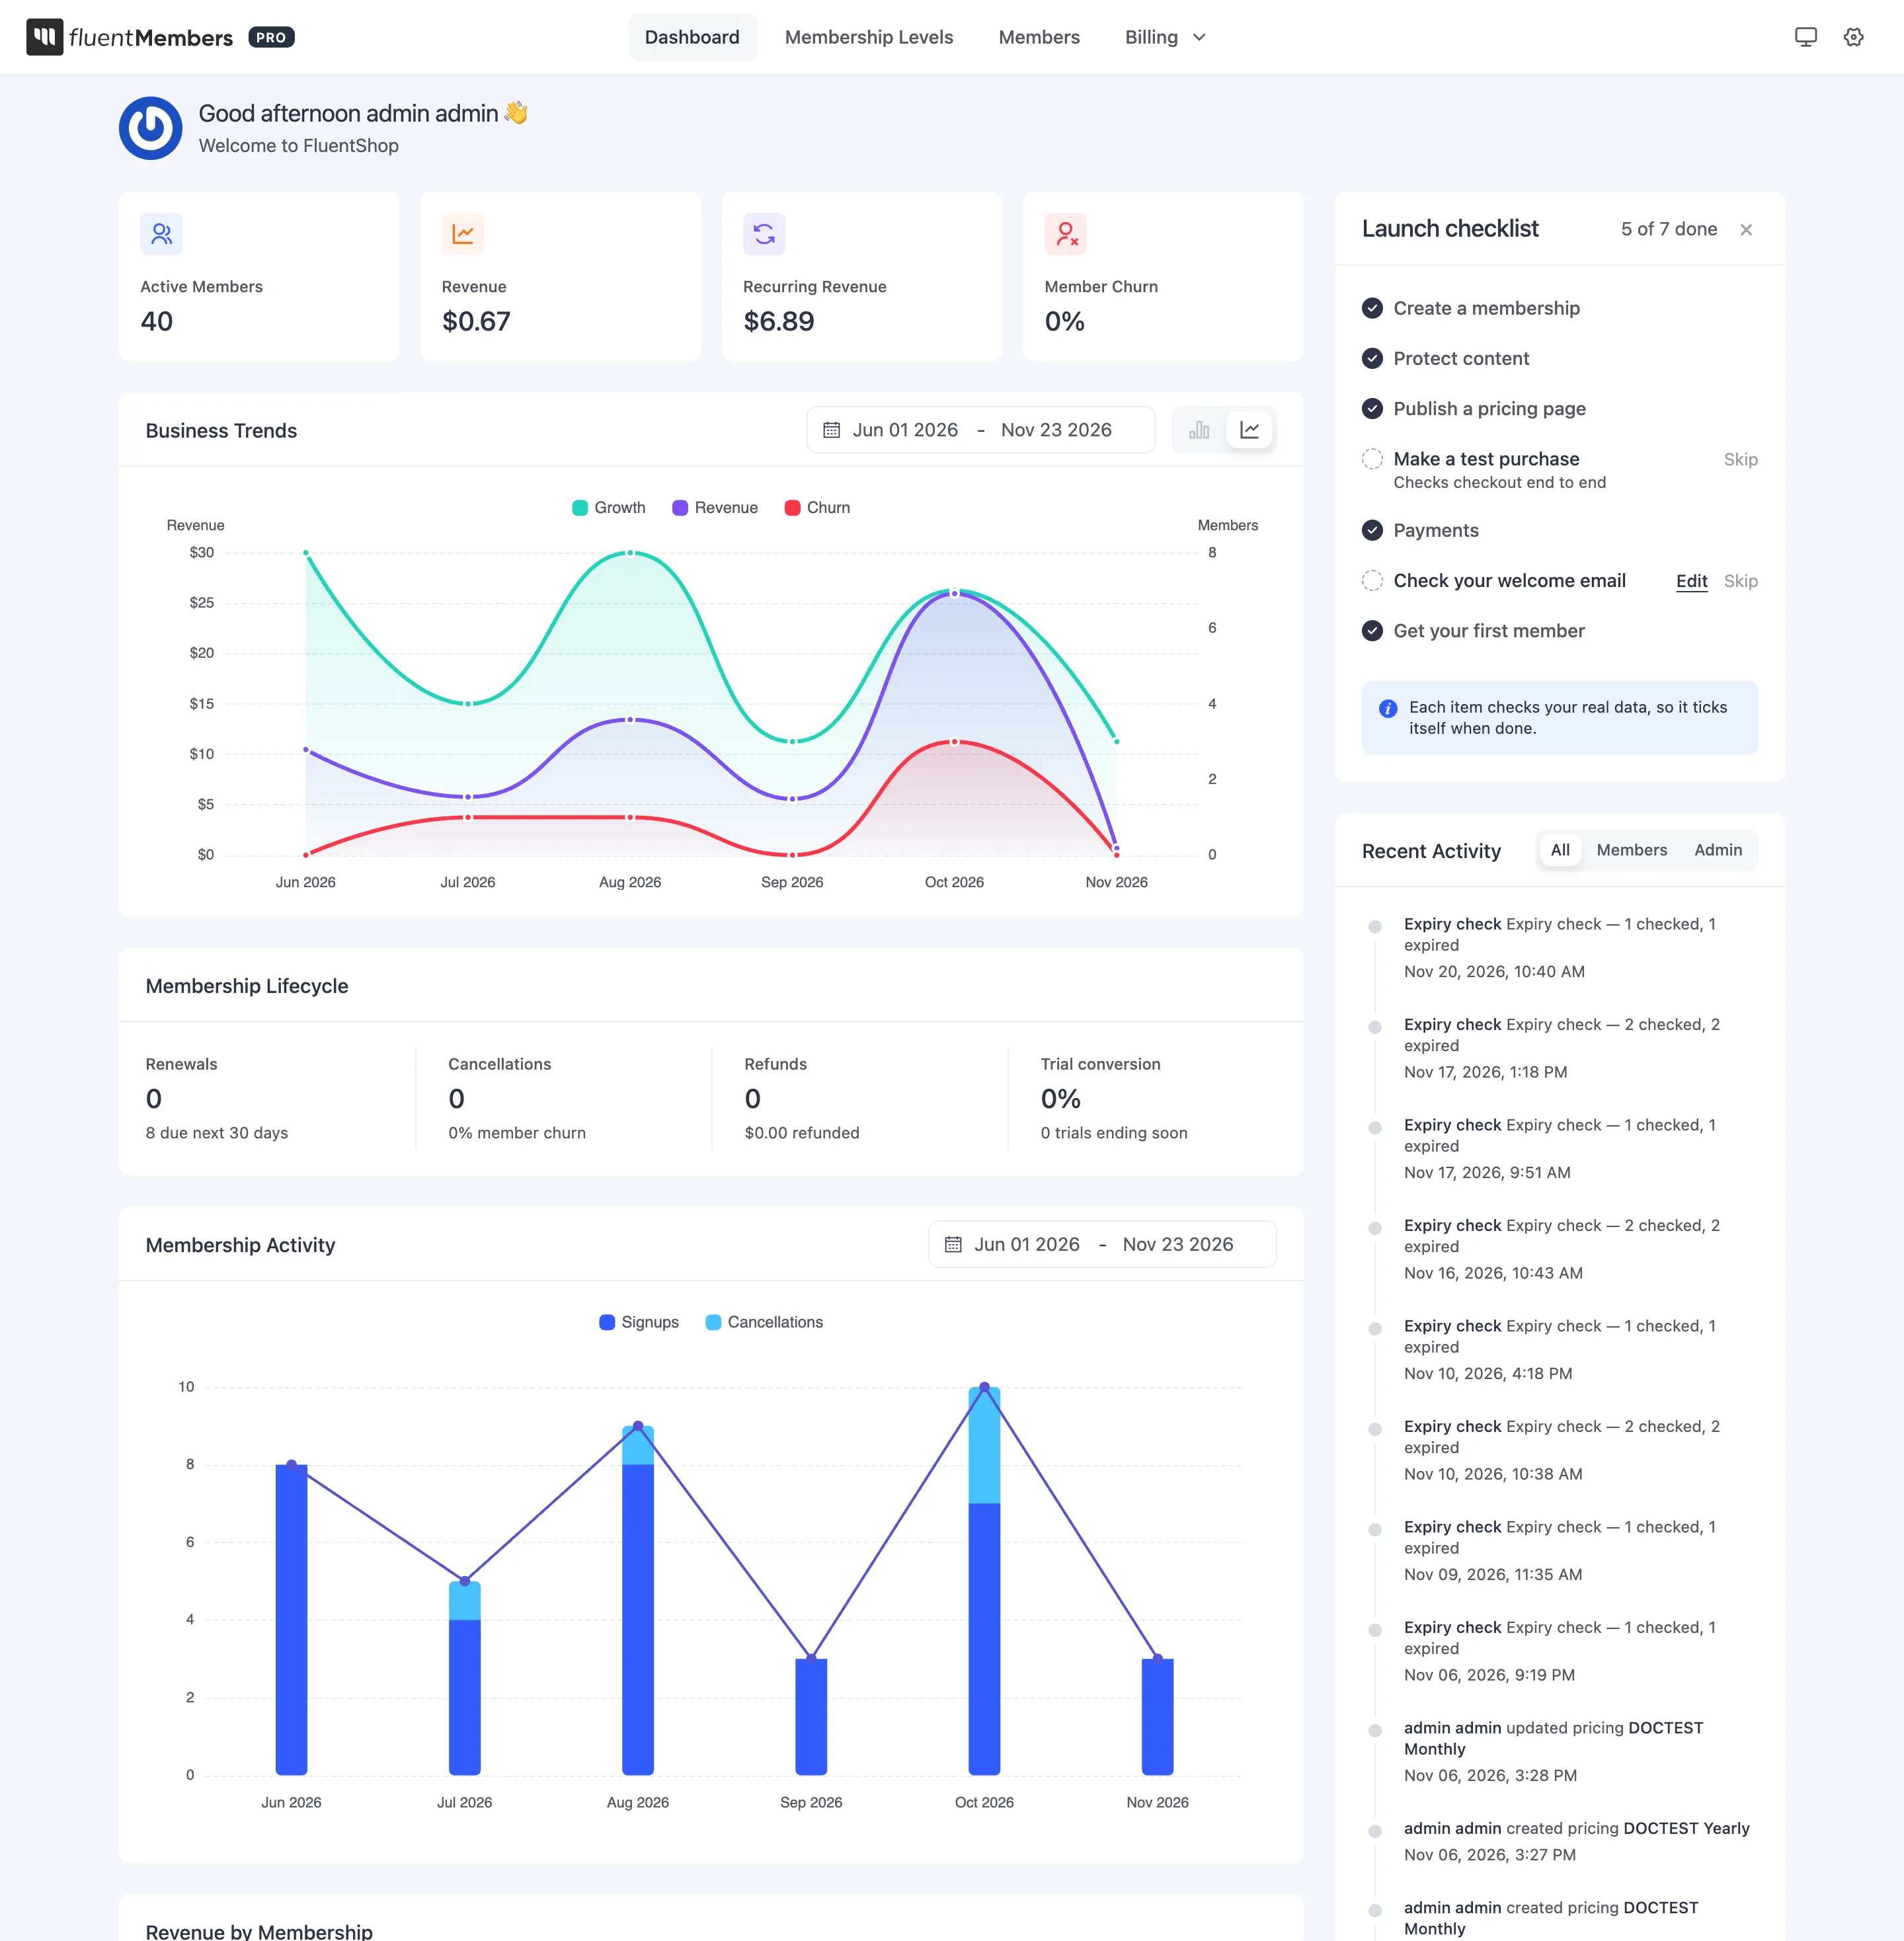 fluentMembers PRO
Dashboard
Membership Levels
Members
Billing
Good afternoon admin admin 👋
Welcome to FluentShop
Active Members
40
Revenue
$0.67
Recurring Revenue
$6.89
Member Churn
0%
Business Trends
Jun 01 2026 - Nov 23 2026
Growth
Revenue
Churn
Revenue
Members
$30
$25
$20
$15
$10
$5
$0
8
6
4
2
0
Jun 2026
Jul 2026
Aug 2026
Sep 2026
Oct 2026
Nov 2026
Membership Lifecycle
Renewals
0
8 due next 30 days
Cancellations
0
0% member churn
Refunds
0
$0.00 refunded
Trial conversion
0%
0 trials ending soon
Membership Activity
Jun 01 2026 - Nov 23 2026
Signups
Cancellations
10
8
6
4
2
0
Jun 2026
Jul 2026
Aug 2026
Sep 2026
Oct 2026
Nov 2026
Revenue by Membership
Launch checklist
5 of 7 done
Create a membership
Protect content
Publish a pricing page
Make a test purchase
Skip
Checks checkout end to end
Payments
Check your welcome email
Edit
Skip
Get your first member
Each item checks your real data, so it ticks
itself when done.
Recent Activity
All
Members
Admin
Expiry check Expiry check — 1 checked, 1
expired
Nov 20, 2026, 10:40 AM
Expiry check Expiry check — 2 checked, 2
expired
Nov 17, 2026, 1:18 PM
Expiry check Expiry check — 1 checked, 1
expired
Nov 17, 2026, 9:51 AM
Expiry check Expiry check — 2 checked, 2
expired
Nov 16, 2026, 10:43 AM
Expiry check Expiry check — 1 checked, 1
expired
Nov 10, 2026, 4:18 PM
Expiry check Expiry check — 2 checked, 2
expired
Nov 10, 2026, 10:38 AM
Expiry check Expiry check — 1 checked, 1
expired
Nov 09, 2026, 11:35 AM
Expiry check Expiry check — 1 checked, 1
expired
Nov 06, 2026, 9:19 PM
admin admin updated pricing DOCTEST
Monthly
Nov 06, 2026, 3:28 PM
admin admin created pricing DOCTEST Yearly
Nov 06, 2026, 3:27 PM
admin admin created pricing DOCTEST
Monthly